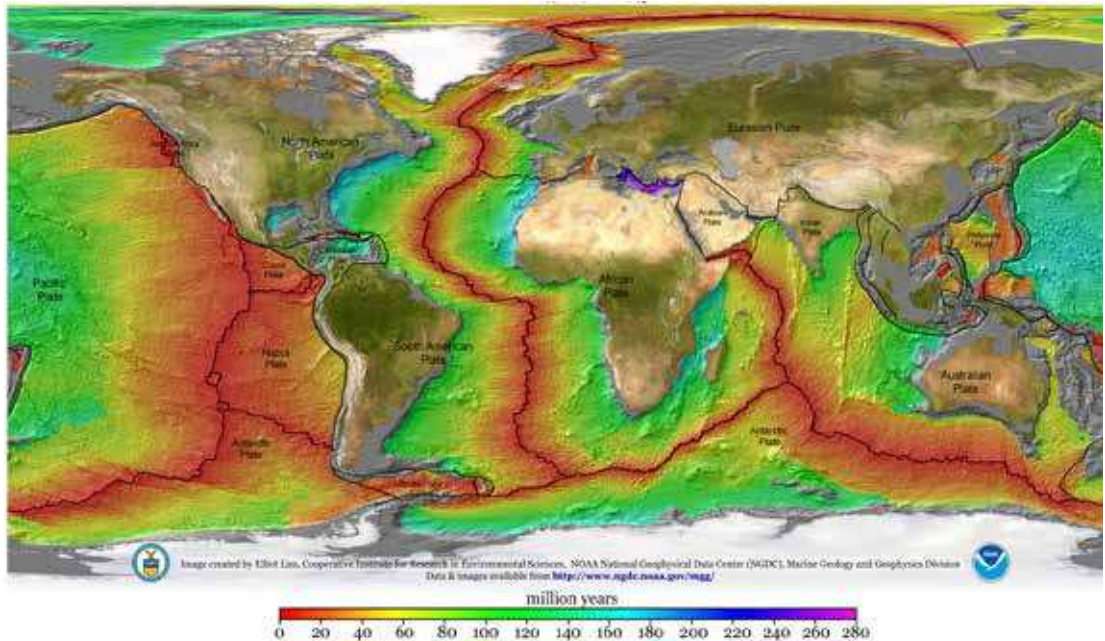 North American
Plate
Eurasian Plate
Arabian
Plate
Indian
Plate
Pacific
Plate
African
Plate
Nazca
Plate
South American
Plate
Australian
Plate
Antarctic
Plate
Antarctic
Plate
Image created by Elliot Lim, Cooperative Institute for Research in Environmental Sciences, NOAA National Geophysical Data Center (NGDC), Marine Geology and Geophysics Division
Data & images available from http://www.ngdc.noaa.gov/mgg/
million years
0 20 40 60 80 100 120 140 160 180 200 220 240 260 280